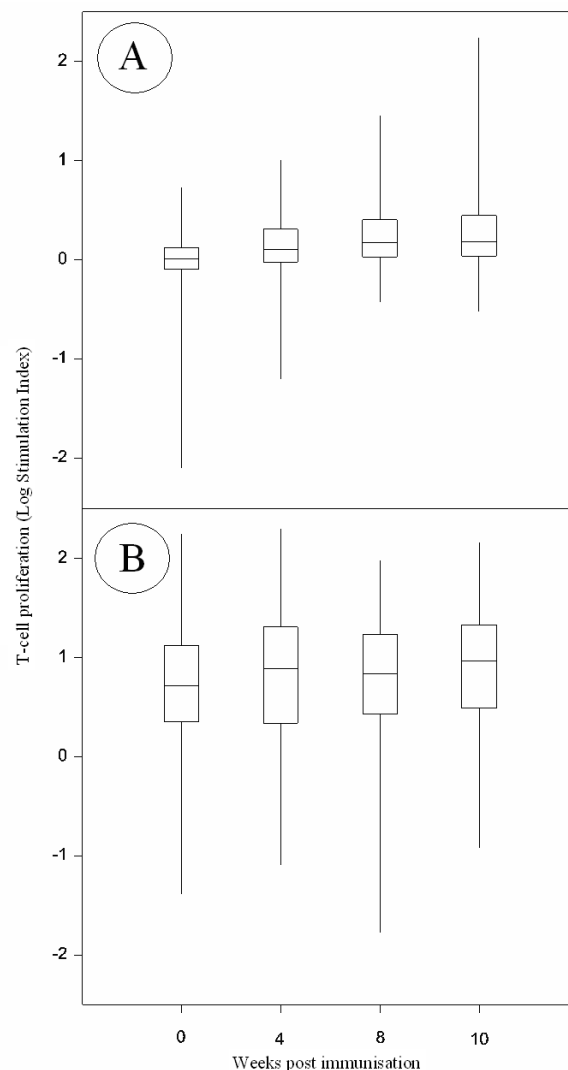 A
2
1
0
-1
-2
T-cell proliferation (Log Stimulation Index)
B
2
1
0
-1
-2
0 4 8 10
Weeks post immunisation